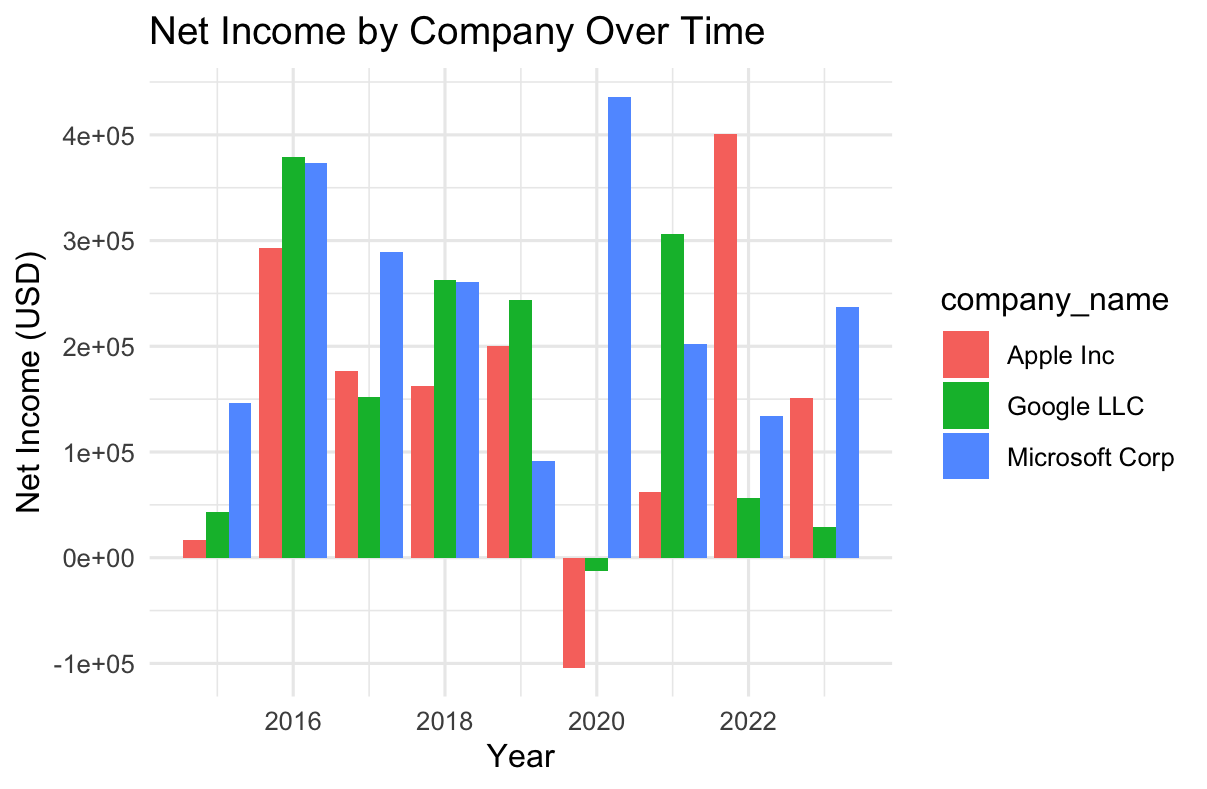 Net Income by Company Over Time
Net Income (USD)
4e+05
3e+05
2e+05
1e+05
0e+00
-1e+05
2016 2018 2020 2022
Year
company_name
Apple Inc
Google LLC
Microsoft Corp